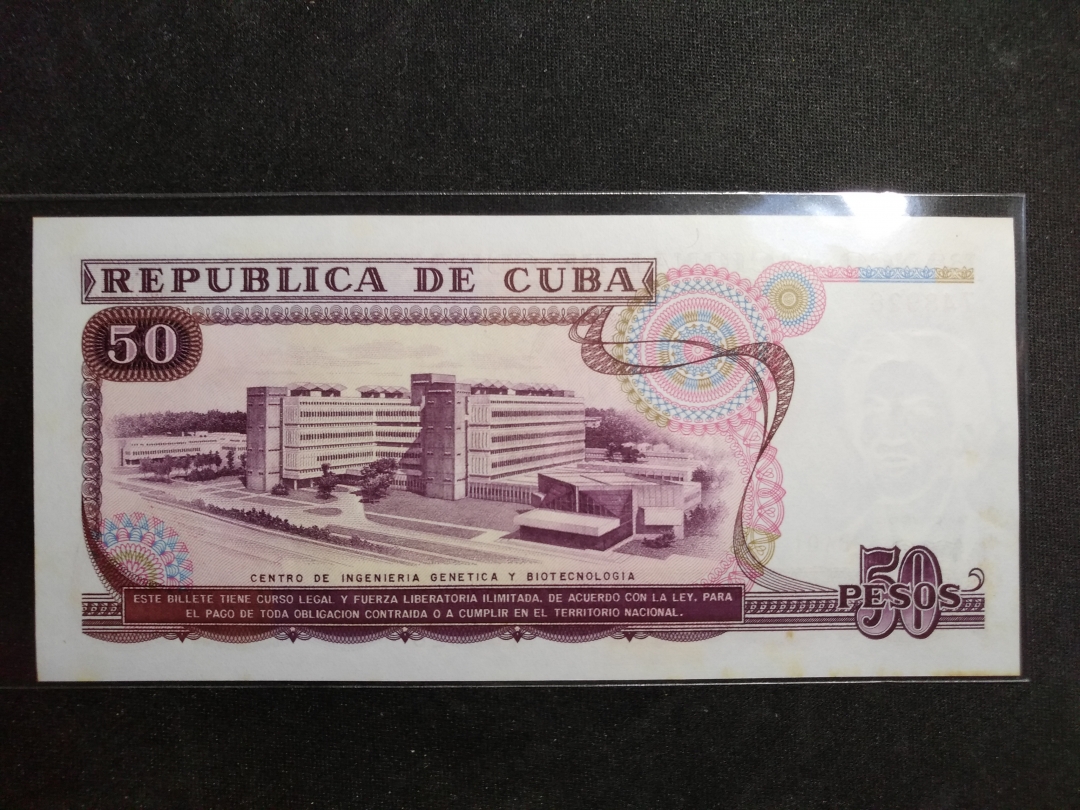 REPUBLICA DE CUBA
50
CENTRO DE INGENIERIA GENETICA Y BIOTECNOLOGIA
ESTE BILLETE TIENE CURSO LEGAL Y FUERZA LIBERATORIA ILIMITADA, DE ACUERDO CON LA LEY, PARA
EL PAGO DE TODA OBLIGACION CONTRAIDA O A CUMPLIR EN EL TERRITORIO NACIONAL.
50
PESOS